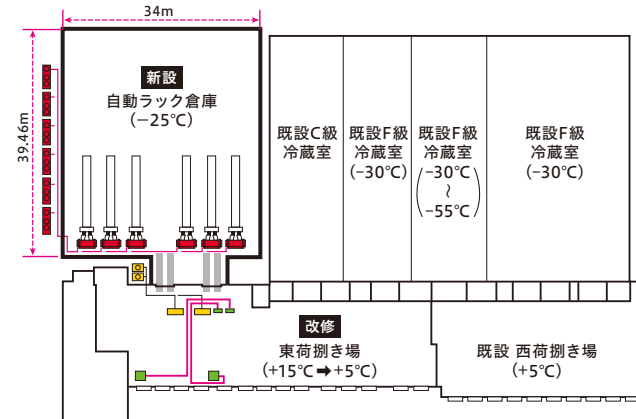 34m
39.46m
新設
自動ラック倉庫
(−25℃)
既設C級
冷蔵室
既設F級
冷蔵室
(−30℃)
既設F級
冷蔵室
(−30℃
〜
−55℃)
既設F級
冷蔵室
(−30℃)
改修
東荷捌き場
(+15℃➡+5℃)
既設 西荷捌き場
(+5℃)